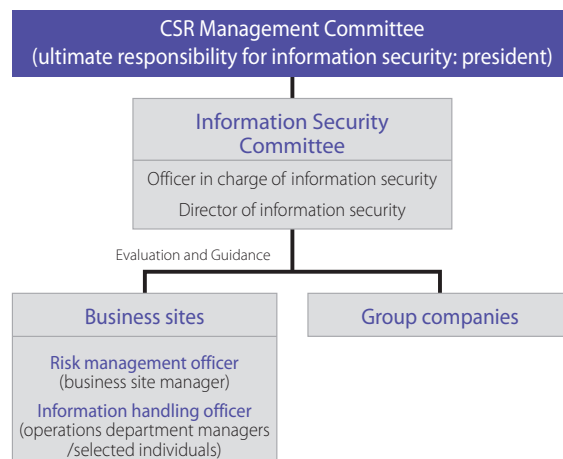 CSR Management Committee
(ultimate responsibility for information security: president)
Information Security
Committee
Officer in charge of information security
Director of information security
Evaluation and Guidance
Business sites
Risk management officer
(business site manager)
Information handling officer
(operations department managers
/selected individuals)
Group companies